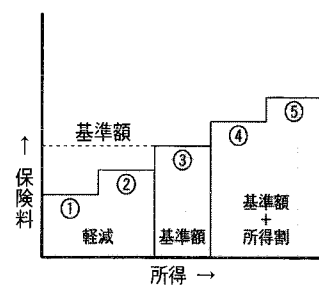 基準額
①
②
③
④
⑤
↑
保険料
軽減
基準額
基準額
+
所得割
所得 →